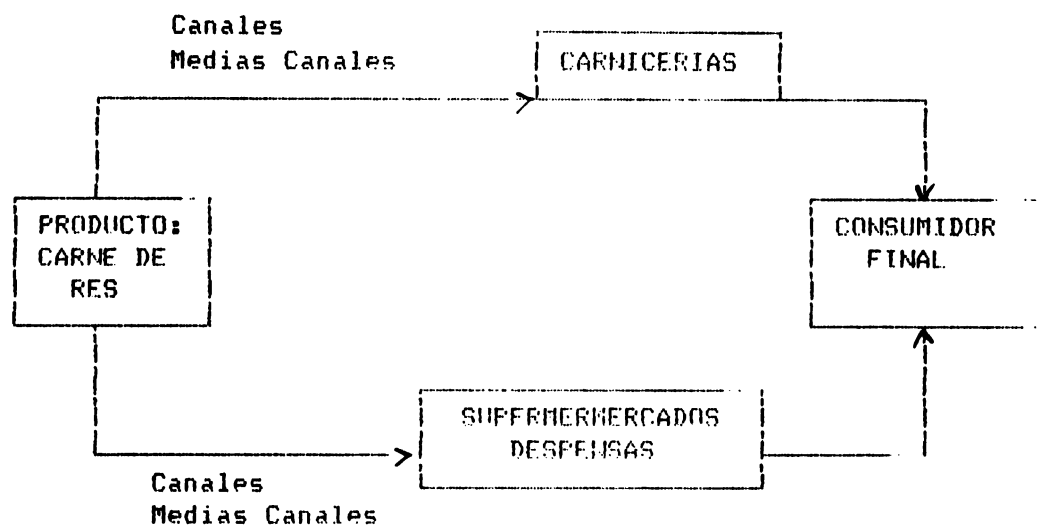 Canales
Medias Canales
CARNICERIAS
PRODUCTO:
CARNE DE
RES
CONSUMIDOR
FINAL
SUPERMERMERCADOS
DESPENSAS
Canales
Medias Canales